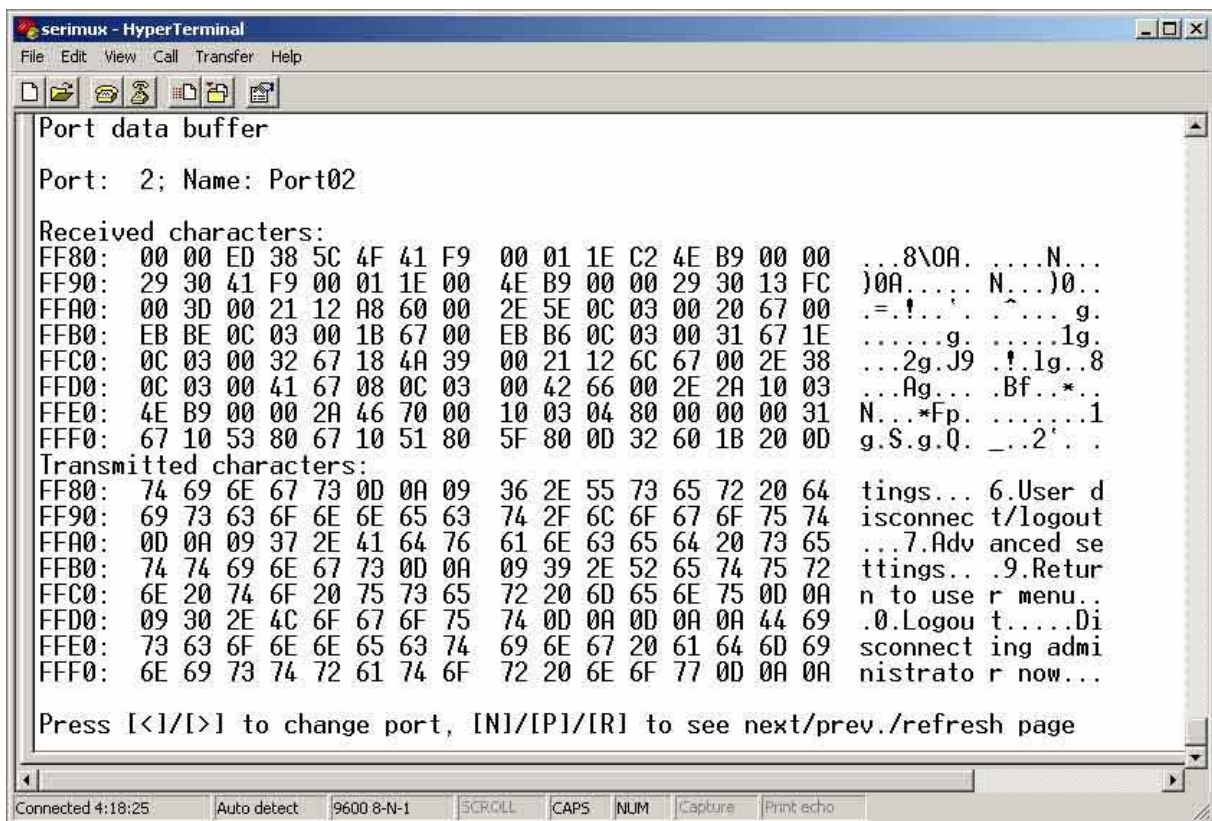 serimux - HyperTerminal
File Edit View Call Transfer Help
Port data buffer
Port:  2; Name: Port02
Received characters:
FF80:  00 00 ED 38 5C 4F 41 F9  00 01 1E C2 4E B9 00 00  ...8\OA. ....N...
FF90:  29 30 41 F9 00 01 1E 00  4E B9 00 00 29 30 13 FC  )0A..... N...)0..
FFA0:  00 3D 00 21 12 A8 60 00  2E 5E 0C 03 00 20 67 00  .=.!..`. .^... g.
FFB0:  EB BE 0C 03 00 1B 67 00  EB B6 0C 03 00 31 67 1E  ......g. .....1g.
FFC0:  0C 03 00 32 67 18 4A 39  00 21 12 6C 67 00 2E 38  ...2g.J9 .!.lg..8
FFD0:  0C 03 00 41 67 08 0C 03  00 42 66 00 2E 2A 10 03  ...Ag... .Bf..*..
FFE0:  4E B9 00 00 2A 46 70 00  10 03 04 80 00 00 00 31  N...*Fp. .......1
FFF0:  67 10 53 80 67 10 51 80  5F 80 0D 32 60 1B 20 0D  g.S.g.Q. _..2`. .
Transmitted characters:
FF80:  74 69 6E 67 73 0D 0A 09  36 2E 55 73 65 72 20 64  tings... 6.User d
FF90:  69 73 63 6F 6E 6E 65 63  74 2F 6C 6F 67 6F 75 74  isconnec t/logout
FFA0:  0D 0A 09 37 2E 41 64 76  61 6E 63 65 64 20 73 65  ...7.Adv anced se
FFB0:  74 74 69 6E 67 73 0D 0A  09 39 2E 52 65 74 75 72  ttings.. .9.Retur
FFC0:  6E 20 74 6F 20 75 73 65  72 20 6D 65 6E 75 0D 0A  n to use r menu..
FFD0:  09 30 2E 4C 6F 67 6F 75  74 0D 0A 0D 0A 0A 44 69  .0.Logou t.....Di
FFE0:  73 63 6F 6E 6E 65 63 74  69 6E 67 20 61 64 6D 69  sconnect ing admi
FFF0:  6E 69 73 74 72 61 74 6F  72 20 6E 6F 77 0D 0A 0A  nistrato r now...
Press [<]/[>] to change port, [N]/[P]/[R] to see next/prev./refresh page
Connected 4:18:25 Auto detect 9600 8-N-1 SCROLL CAPS NUM Capture Print echo